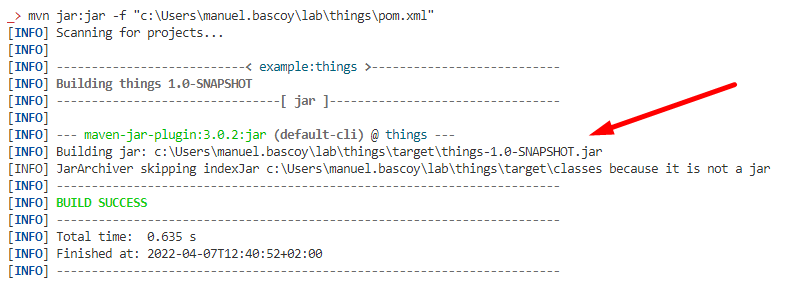 _> mvn jar:jar -f "c:\Users\manuel.bascoy\lab\things\pom.xml"
[INFO] Scanning for projects...
[INFO]
[INFO] --------------------------< example:things >---------------------------
[INFO] Building things 1.0-SNAPSHOT
[INFO] --------------------------------[ jar ]---------------------------------
[INFO]
[INFO] --- maven-jar-plugin:3.0.2:jar (default-cli) @ things ---
[INFO] Building jar: c:\Users\manuel.bascoy\lab\things\target\things-1.0-SNAPSHOT.jar
[INFO] JarArchiver skipping indexJar c:\Users\manuel.bascoy\lab\things\target\classes because it is not a jar
[INFO] ------------------------------------------------------------------------
[INFO] BUILD SUCCESS
[INFO] ------------------------------------------------------------------------
[INFO] Total time:  0.635 s
[INFO] Finished at: 2022-04-07T12:40:52+02:00
[INFO] ------------------------------------------------------------------------